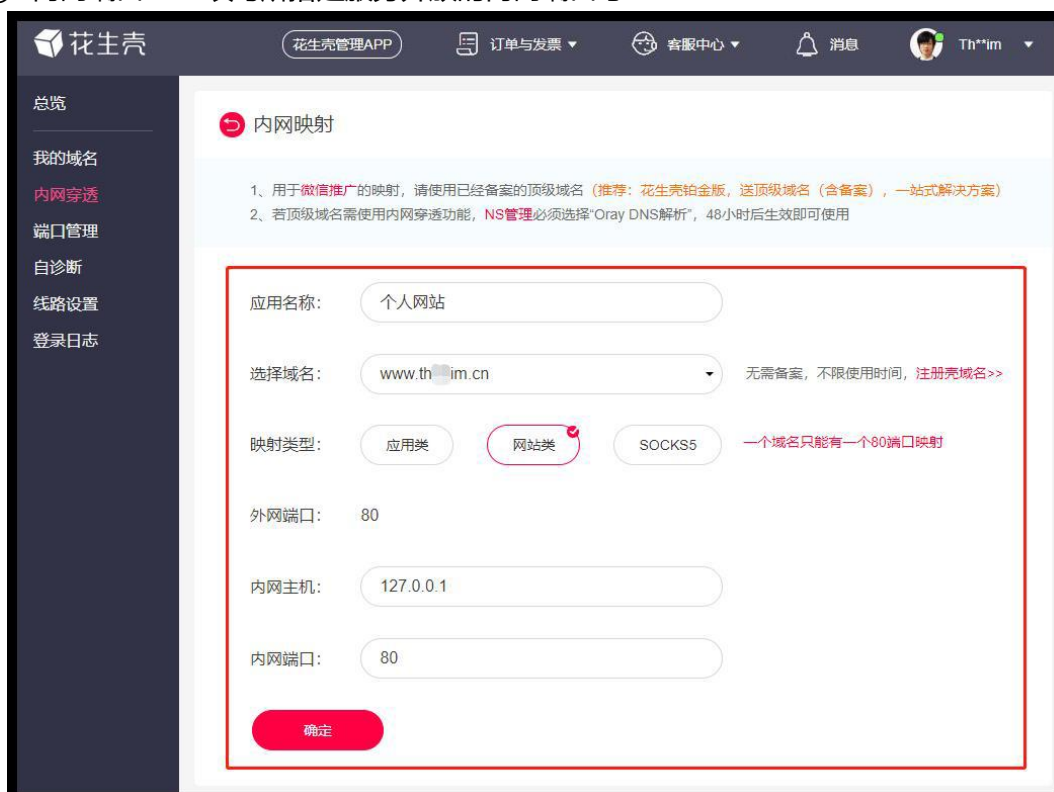 花生壳
花生壳管理APP
订单与发票
客服中心
消息
Th**im
总览
我的域名
内网穿透
端口管理
自诊断
线路设置
登录日志
内网映射
1、用于微信推广的映射，请使用已经备案的顶级域名（推荐：花生壳铂金版，送顶级域名（含备案），一站式解决方案）
2、若顶级域名需使用内网穿透功能，NS管理必须选择“Oray DNS解析”，48小时后生效即可使用
应用名称： 个人网站
选择域名： www.th im.cn 无需备案，不限使用时间，注册壳域名>>
映射类型： 应用类 网站类 SOCKS5 一个域名只能有一个80端口映射
外网端口： 80
内网主机： 127.0.0.1
内网端口： 80
确定